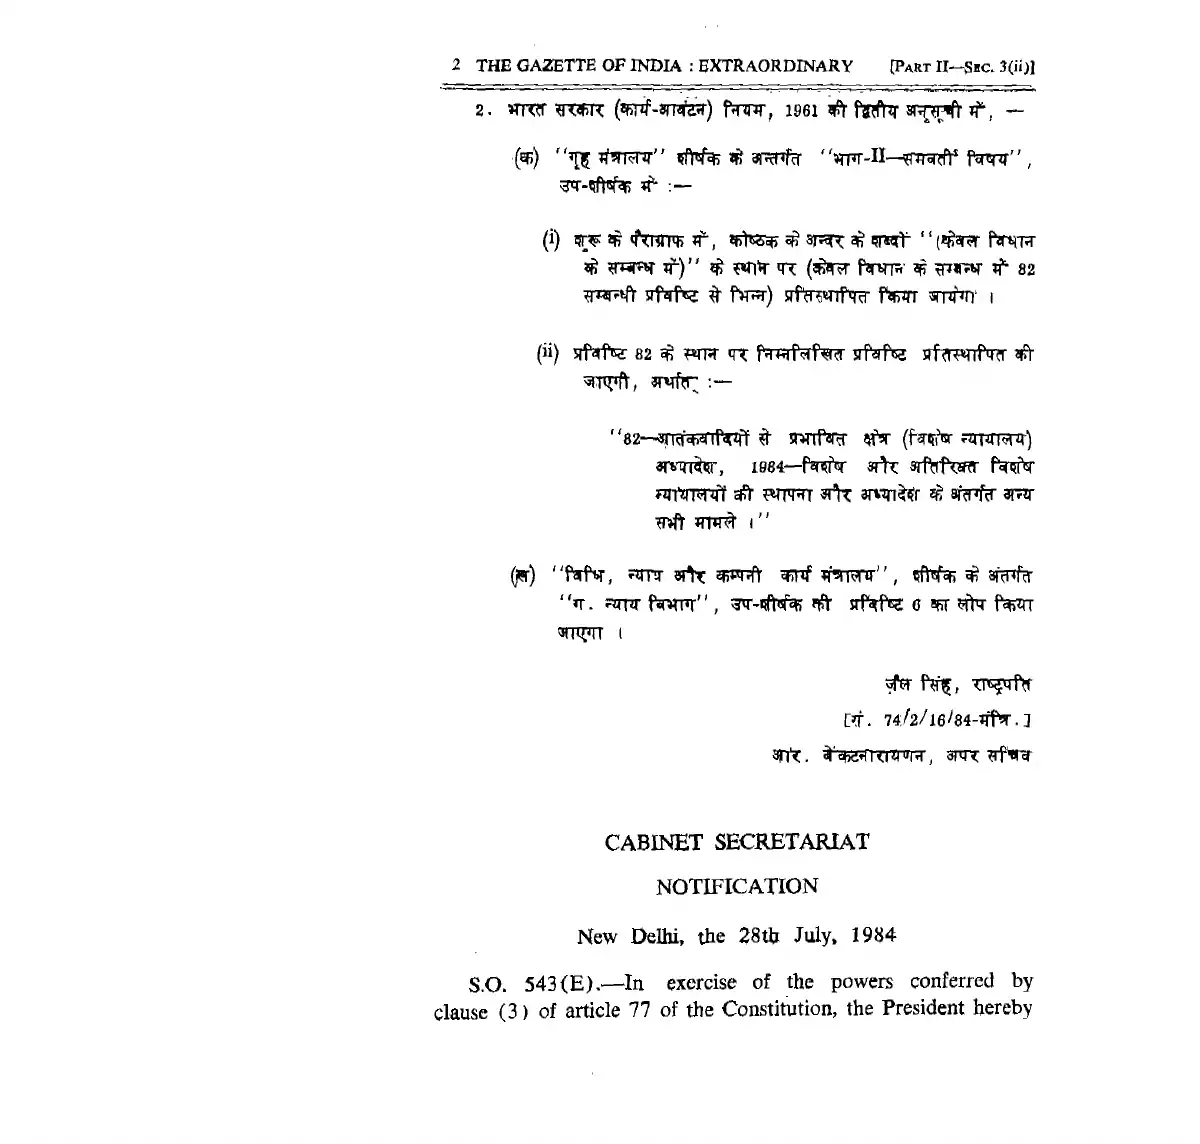 2 THE GAZETTE OF INDIA : EXTRAORDINARY [PART II—SEC. 3(ii)]
2. भारत सरकार (कार्य-आवंटन) नियम, 1961 की द्वितीय अनुसूची में, —
(क) ''गृह मंत्रालय'' शीर्षक के अन्तर्गत ''भाग-II—समवर्ती विषय'',
उप-शीर्षक में :—
(i) शुरू के पैराग्राफ में, कोष्ठक के अन्दर के शब्दों ''(केवल विधान
के सम्बन्ध में)'' के स्थान पर (केवल विधान के सम्बन्ध में 82
सम्बन्धी प्रविष्टि से भिन्न) प्रतिस्थापित किया जायेगा ।
(ii) प्रविष्टि 82 के स्थान पर निम्नलिखित प्रविष्टि प्रतिस्थापित की
जाएगी, अर्थात् :—
''82—आतंकवादियों से प्रभावित क्षेत्र (विशेष न्यायालय)
अध्यादेश, 1984—विशेष और अतिरिक्त विशेष
न्यायालयों की स्थापना और अध्यादेश के अंतर्गत अन्य
सभी मामले ।''
(ख) ''विधि, न्याय और कम्पनी कार्य मंत्रालय'', शीर्षक के अंतर्गत
''ग. न्याय विभाग'', उप-शीर्षक की प्रविष्टि 6 का लोप किया
जाएगा ।
ज़ैल सिंह, राष्ट्रपति
[सं. 74/2/16/84-मंत्रि.]
आर. वेंकटनारायणन, अपर सचिव
CABINET SECRETARIAT
NOTIFICATION
New Delhi, the 28th July, 1984
S.O. 543(E).—In exercise of the powers conferred by
clause (3) of article 77 of the Constitution, the President hereby